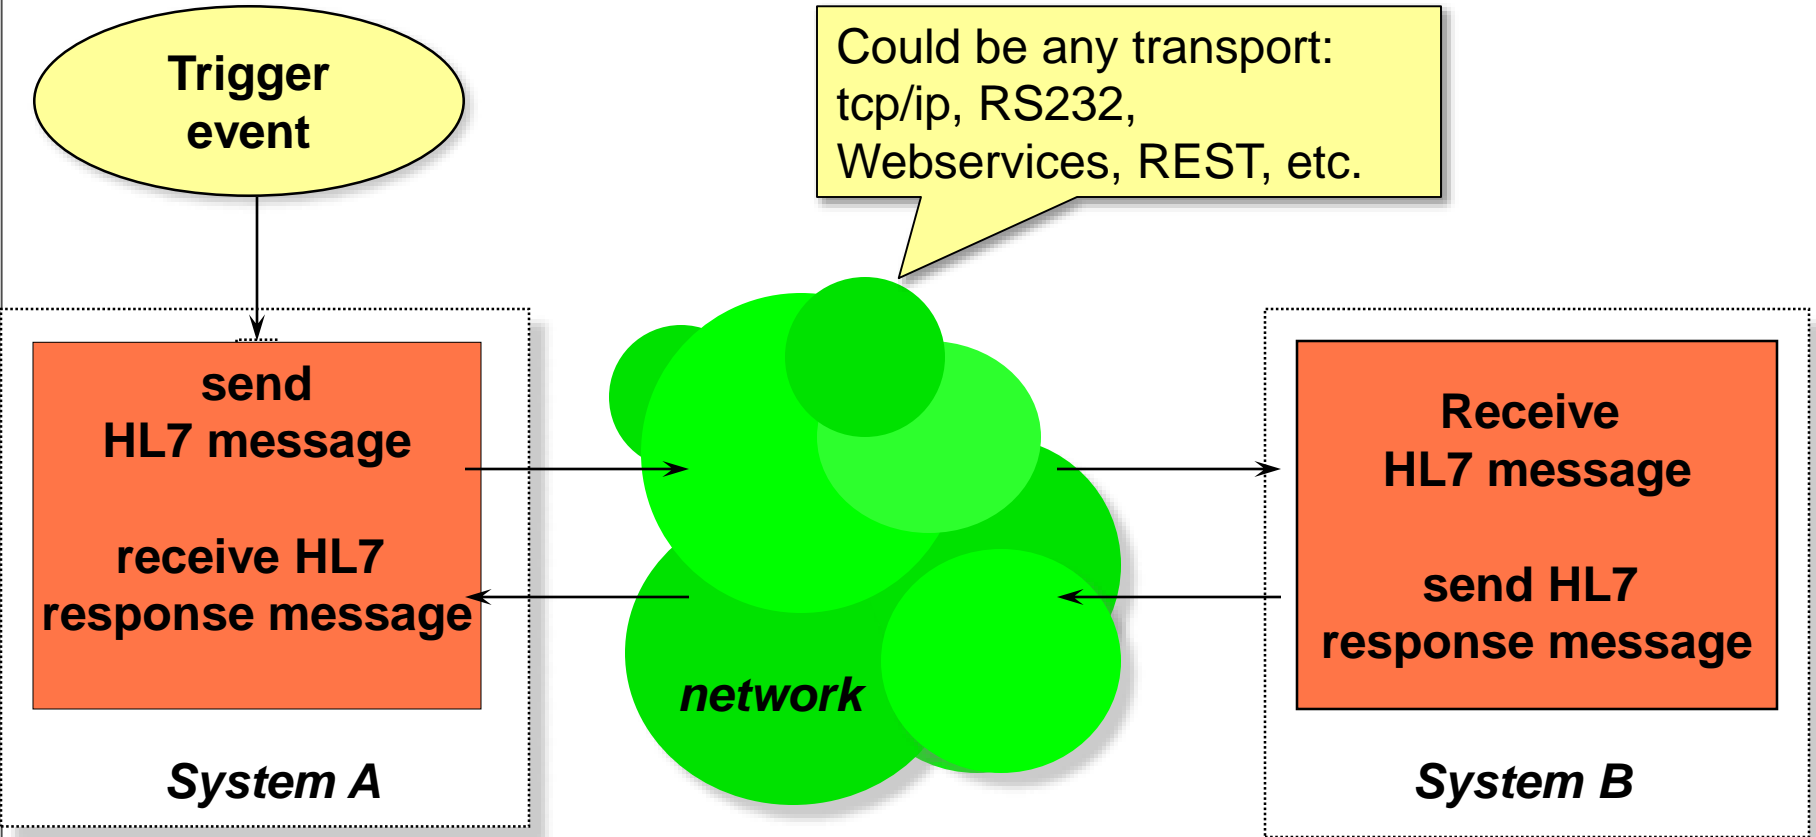 Trigger
event
Could be any transport:
tcp/ip, RS232,
Webservices, REST, etc.
send
HL7 message
receive HL7
response message
System A
network
Receive
HL7 message
send HL7
response message
System B